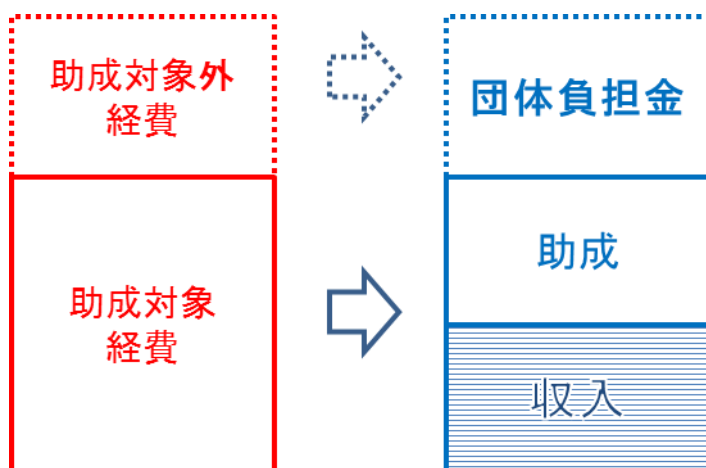 助成対象外
経費
団体負担金
助成対象
経費
助成
収入